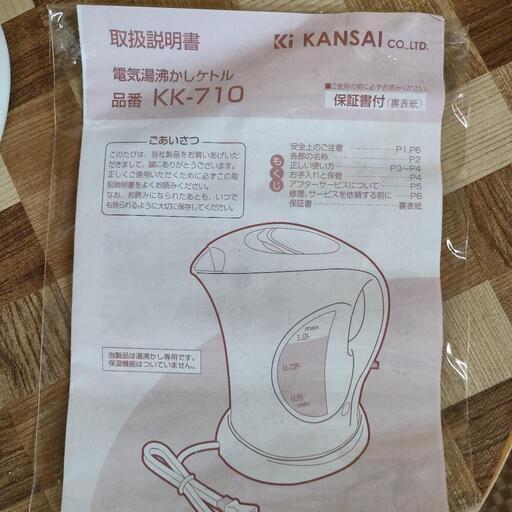 取扱説明書
Ki KANSAI CO.,LTD.
電気湯沸かしケトル
品番 KK-710
■ご使用の前に必ずお読みください。
保証書付(裏表紙)
ごあいさつ
このたびは、当社製品をお買いあげいた
だきまして、誠にありがとうございます。
正しくご使用いただくために必ずこの取
扱説明書をよくお読みください。
なお、お読みになられたあとも、いつで
も見られるように大切に保存してください。
もくじ
安全上のご注意 ...... P1,P6
各部の名称 ...... P2
正しい使い方 ...... P3~P4
お手入れと保管 ...... P4
アフターサービスについて ...... P5
修理、サービスを依頼する前に ... P6
保証書 ...... 裏表紙
max
1.0L
0.75L
0.5L
min
当製品は湯沸かし専用です。
保温機能はついていません。